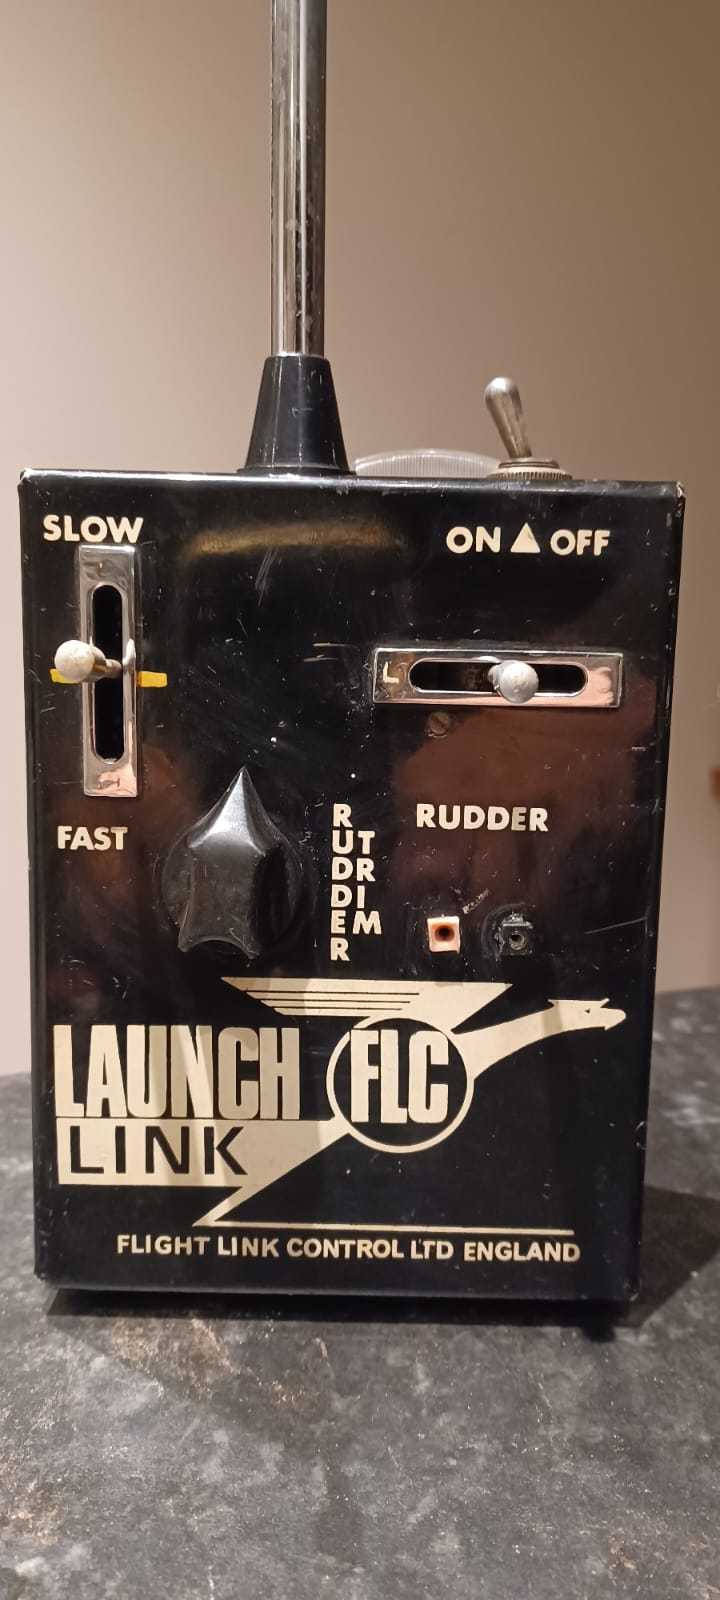 SLOW
ON OFF
L
FAST
RUDDER
TRIM
RUDDER
LAUNCH
LINK
FLC
FLIGHT LINK CONTROL LTD ENGLAND